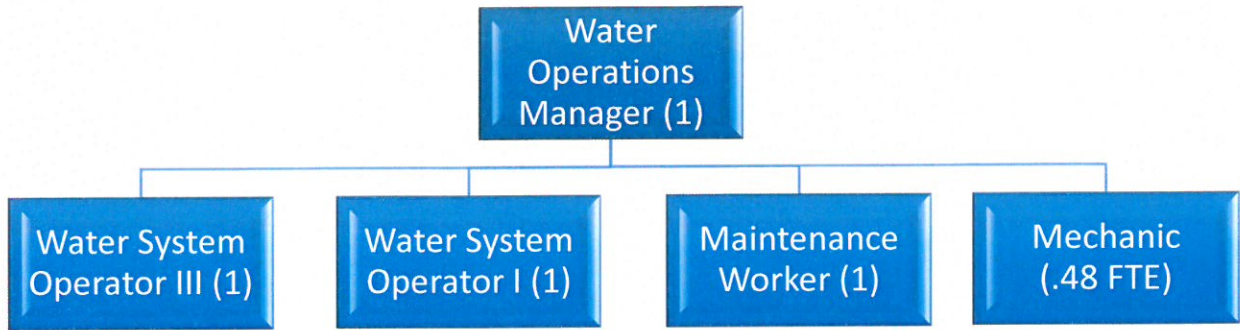 Water
Operations
Manager (1)
Water System
Operator III (1)
Water System
Operator I (1)
Maintenance
Worker (1)
Mechanic
(.48 FTE)